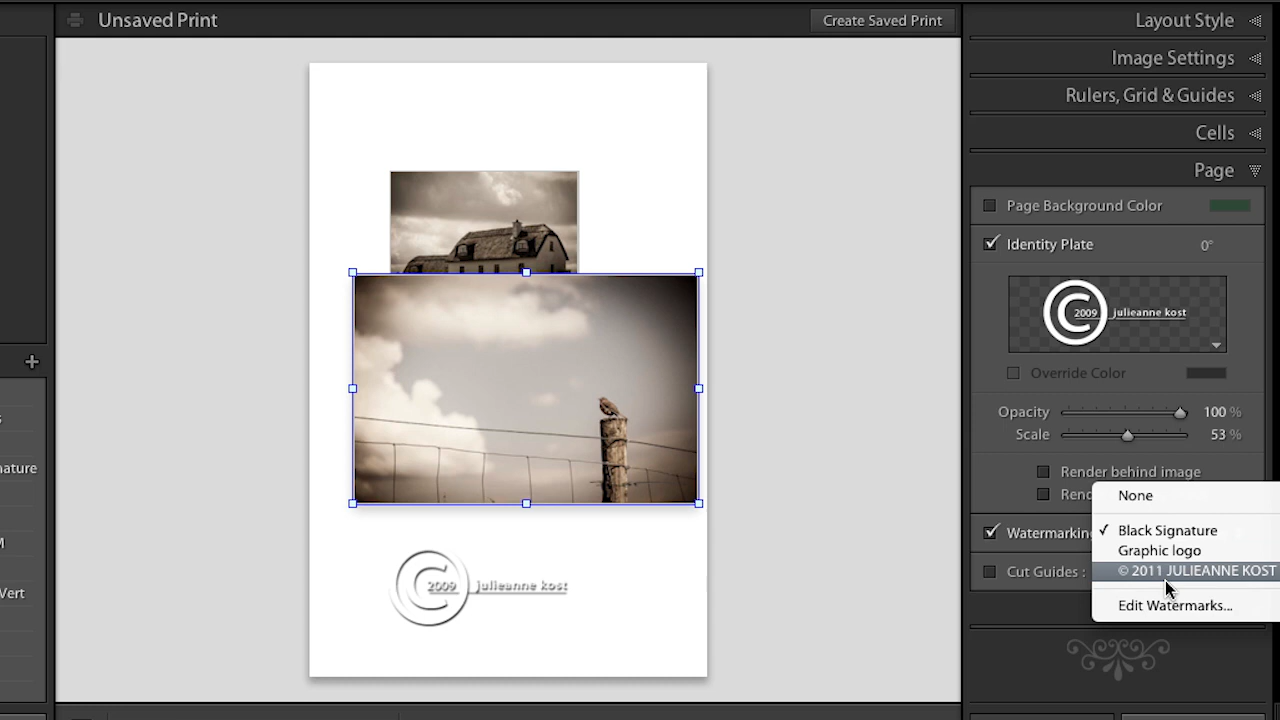 Unsaved Print
Create Saved Print
Layout Style
Image Settings
Rulers, Grid & Guides
Cells
Page
Page Background Color
Identity Plate
0°
C 2009 julieanne kost
Override Color
Opacity 100 %
Scale 53 %
Render behind image
Rend
None
Watermarking
Black Signature
Graphic logo
© 2011 JULIEANNE KOST
Cut Guides :
Edit Watermarks...
ature
M
Vert
C 2009 julieanne kost